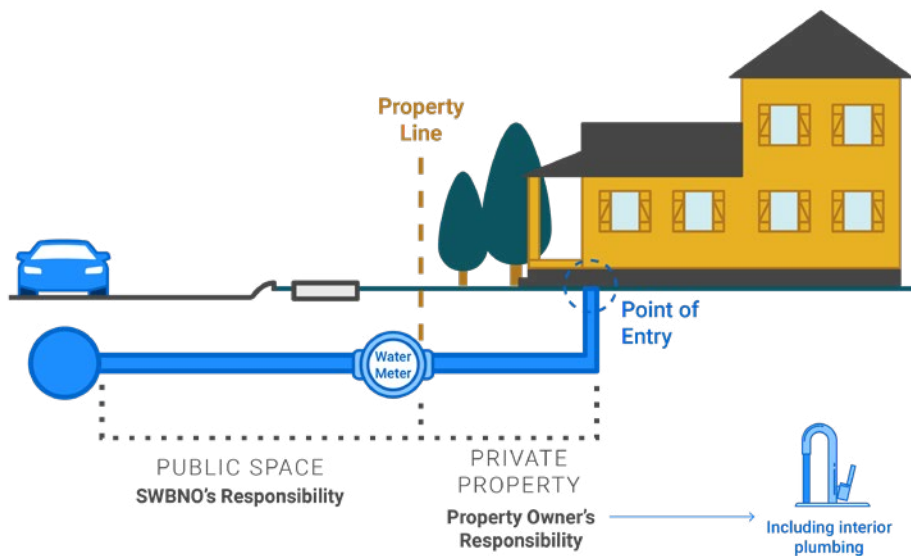 Property
Line
Point of
Entry
Water
Meter
PUBLIC SPACE
SWBNO's Responsibility
PRIVATE
PROPERTY
Property Owner's
Responsibility
Including interior
plumbing